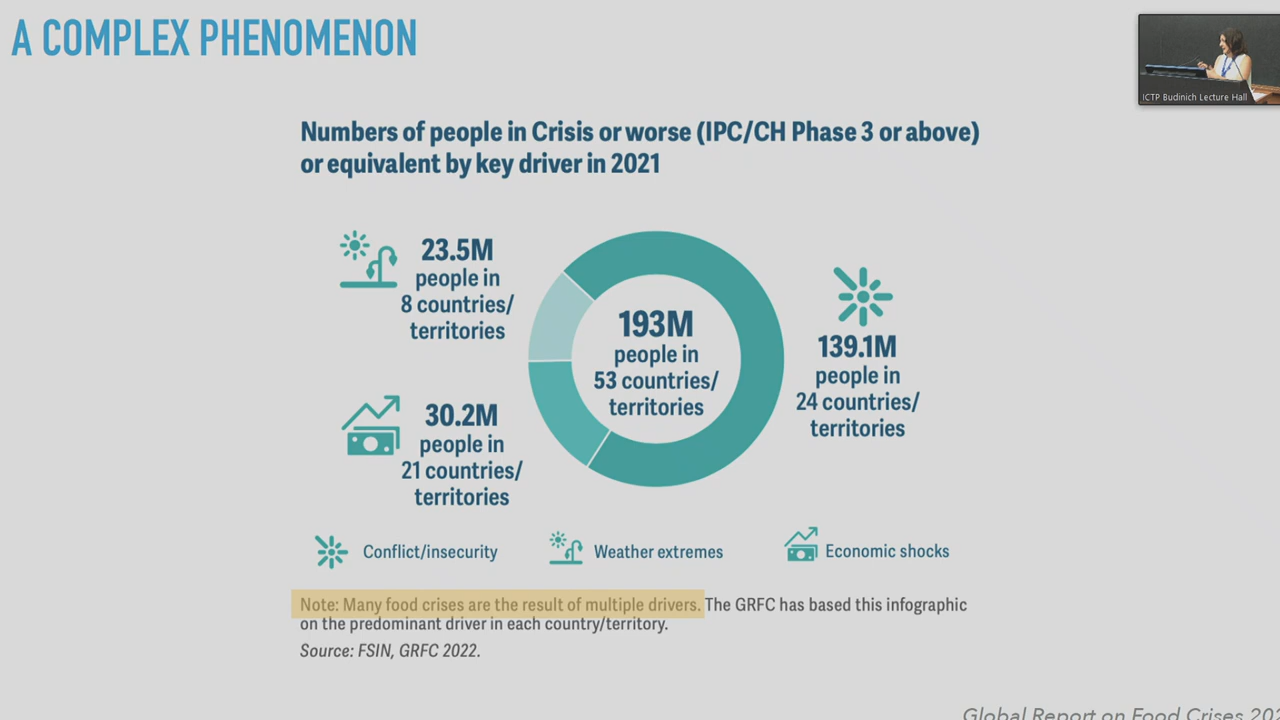 A COMPLEX PHENOMENON
ICTP Budinich Lecture Hall
Numbers of people in Crisis or worse (IPC/CH Phase 3 or above)
or equivalent by key driver in 2021
23.5M
people in
8 countries/
territories
30.2M
people in
21 countries/
territories
193M
people in
53 countries/
territories
139.1M
people in
24 countries/
territories
Conflict/insecurity
Weather extremes
Economic shocks
Note: Many food crises are the result of multiple drivers. The GRFC has based this infographic
on the predominant driver in each country/territory.
Source: FSIN, GRFC 2022.
Global Report on Food Crises